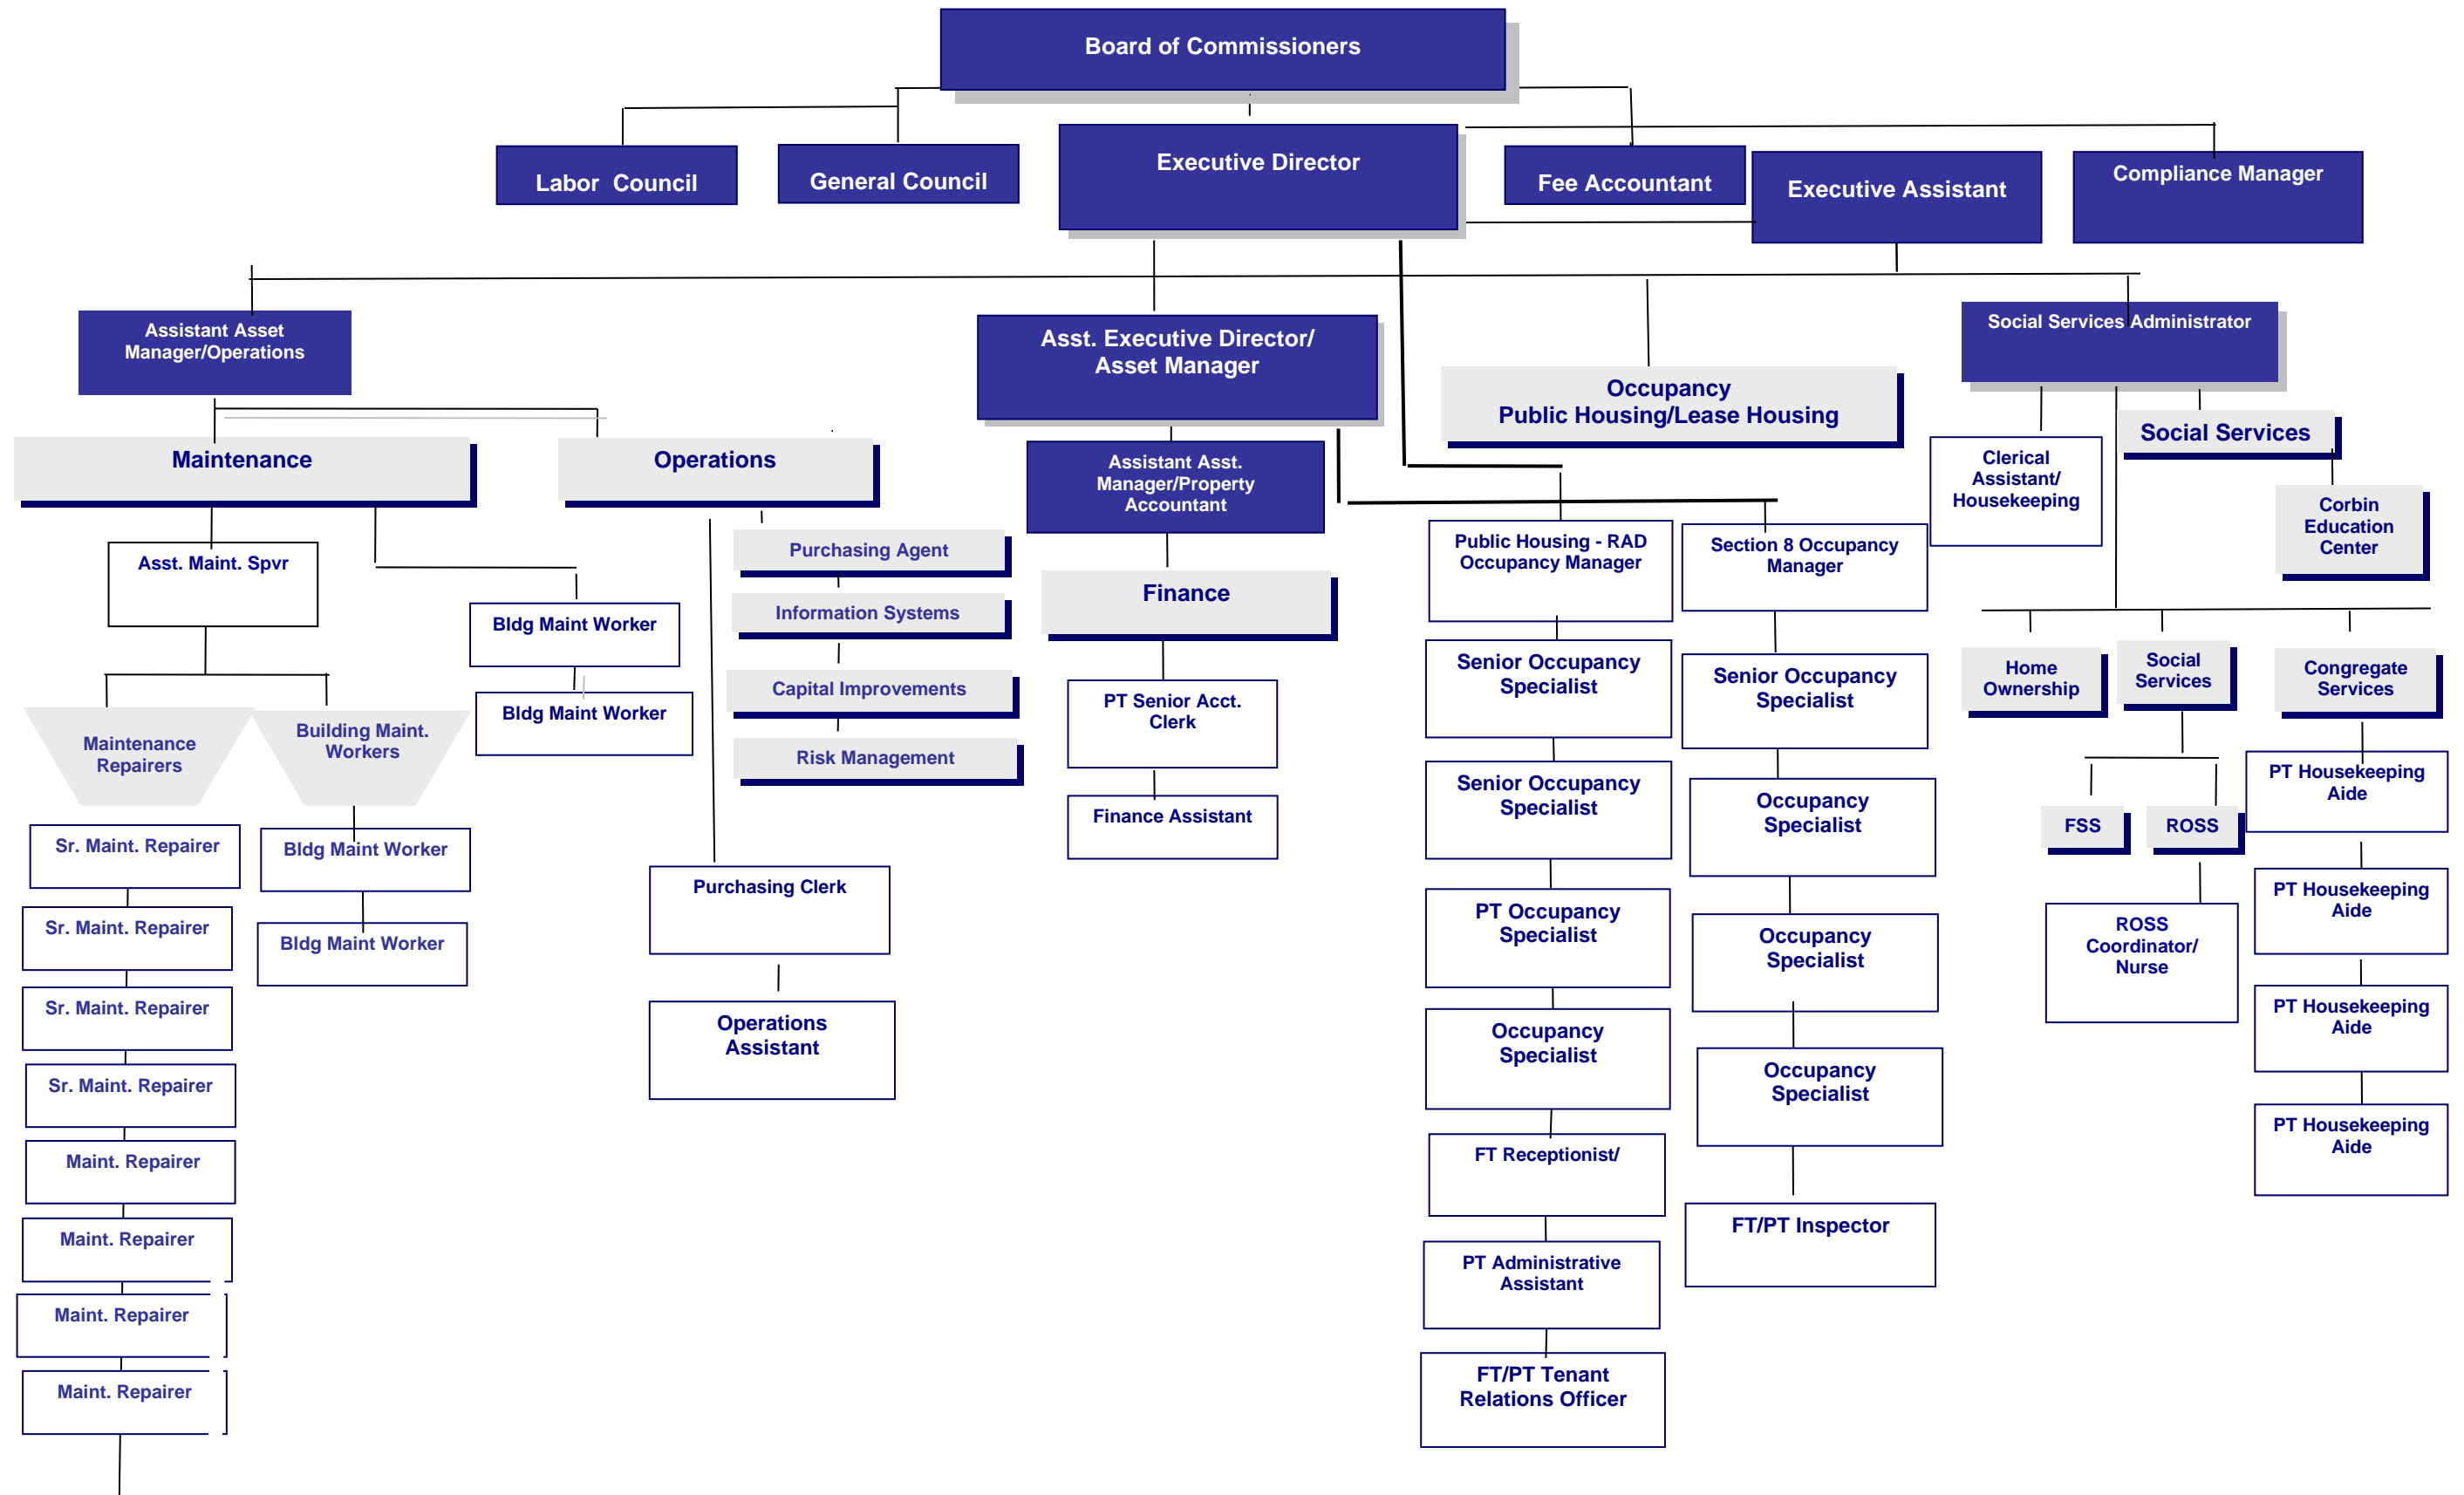 Board of Commissioners
Labor  Council
General Council
Executive Director
Fee Accountant
Executive Assistant
Compliance Manager
Assistant Asset
Manager/Operations
Asst. Executive Director/
Asset Manager
Occupancy
Public Housing/Lease Housing
Social Services Administrator
Maintenance
Operations
Assistant Asst.
Manager/Property
Accountant
Clerical
Assistant/
Housekeeping
Social Services
Corbin
Education
Center
Asst. Maint. Spvr
Bldg Maint Worker
Bldg Maint Worker
Purchasing Agent
Information Systems
Capital Improvements
Risk Management
Finance
PT Senior Acct.
Clerk
Finance Assistant
Public Housing - RAD
Occupancy Manager
Section 8 Occupancy
Manager
Maintenance
Repairers
Building Maint.
Workers
Sr. Maint. Repairer
Sr. Maint. Repairer
Sr. Maint. Repairer
Sr. Maint. Repairer
Maint. Repairer
Maint. Repairer
Maint. Repairer
Maint. Repairer
Bldg Maint Worker
Bldg Maint Worker
Purchasing Clerk
Operations
Assistant
Senior Occupancy
Specialist
Senior Occupancy
Specialist
PT Occupancy
Specialist
Occupancy
Specialist
FT Receptionist/
PT Administrative
Assistant
FT/PT Tenant
Relations Officer
Senior Occupancy
Specialist
Occupancy
Specialist
Occupancy
Specialist
Occupancy
Specialist
FT/PT Inspector
Home
Ownership
Social
Services
Congregate
Services
FSS
ROSS
ROSS
Coordinator/
Nurse
PT Housekeeping
Aide
PT Housekeeping
Aide
PT Housekeeping
Aide
PT Housekeeping
Aide